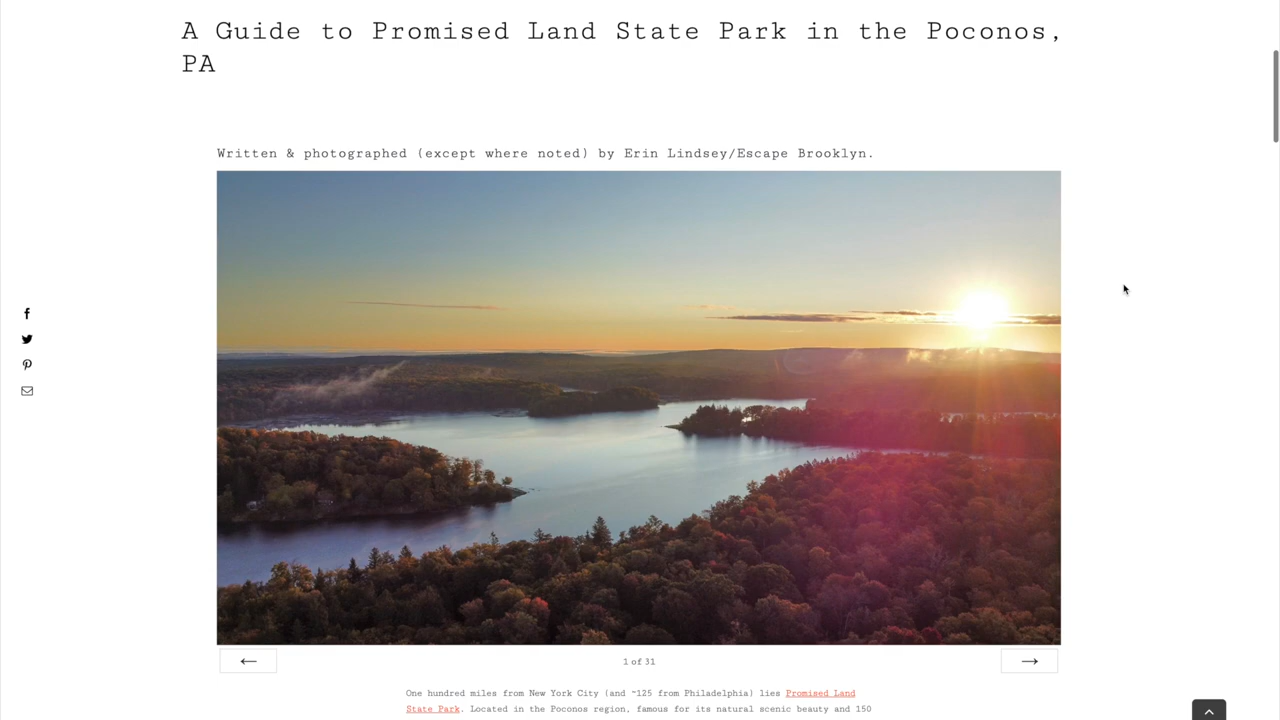 A Guide to Promised Land State Park in the Poconos,
PA
Written & photographed (except where noted) by Erin Lindsey/Escape Brooklyn.
1 of 31
One hundred miles from New York City (and ~125 from Philadelphia) lies Promised Land
State Park. Located in the Poconos region, famous for its natural scenic beauty and 150